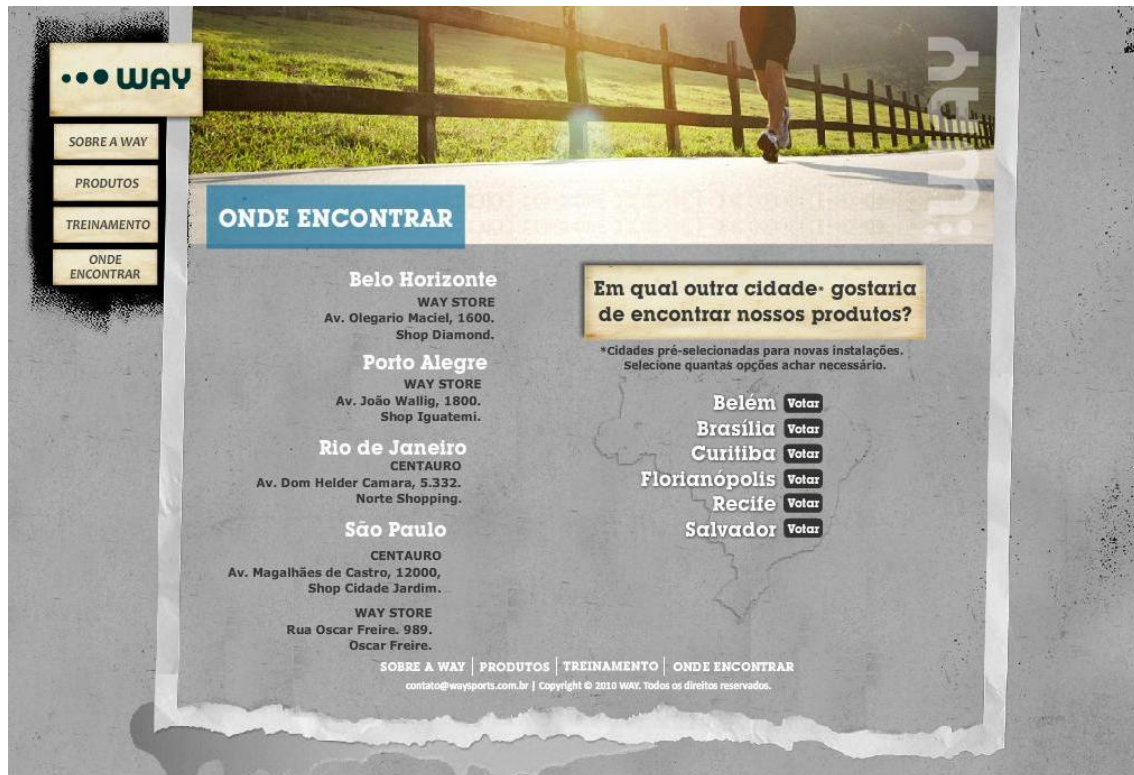 WAY
SOBRE A WAY
PRODUTOS
TREINAMENTO
ONDE
ENCONTRAR
WAY
ONDE ENCONTRAR
Belo Horizonte
WAY STORE
Av. Olegario Maciel, 1600.
Shop Diamond.
Porto Alegre
WAY STORE
Av. João Wallig, 1800.
Shop Iguatemi.
Rio de Janeiro
CENTAURO
Av. Dom Helder Camara, 5.332.
Norte Shopping.
São Paulo
CENTAURO
Av. Magalhães de Castro, 12000,
Shop Cidade Jardim.
WAY STORE
Rua Oscar Freire. 989.
Oscar Freire.
Em qual outra cidade* gostaria
de encontrar nossos produtos?
*Cidades pré-selecionadas para novas instalações.
Selecione quantas opções achar necessário.
Belém Votar
Brasília Votar
Curitiba Votar
Florianópolis Votar
Recife Votar
Salvador Votar
SOBRE A WAY | PRODUTOS | TREINAMENTO | ONDE ENCONTRAR
contato@waysports.com.br | Copyright © 2010 WAY. Todos os direitos reservados.